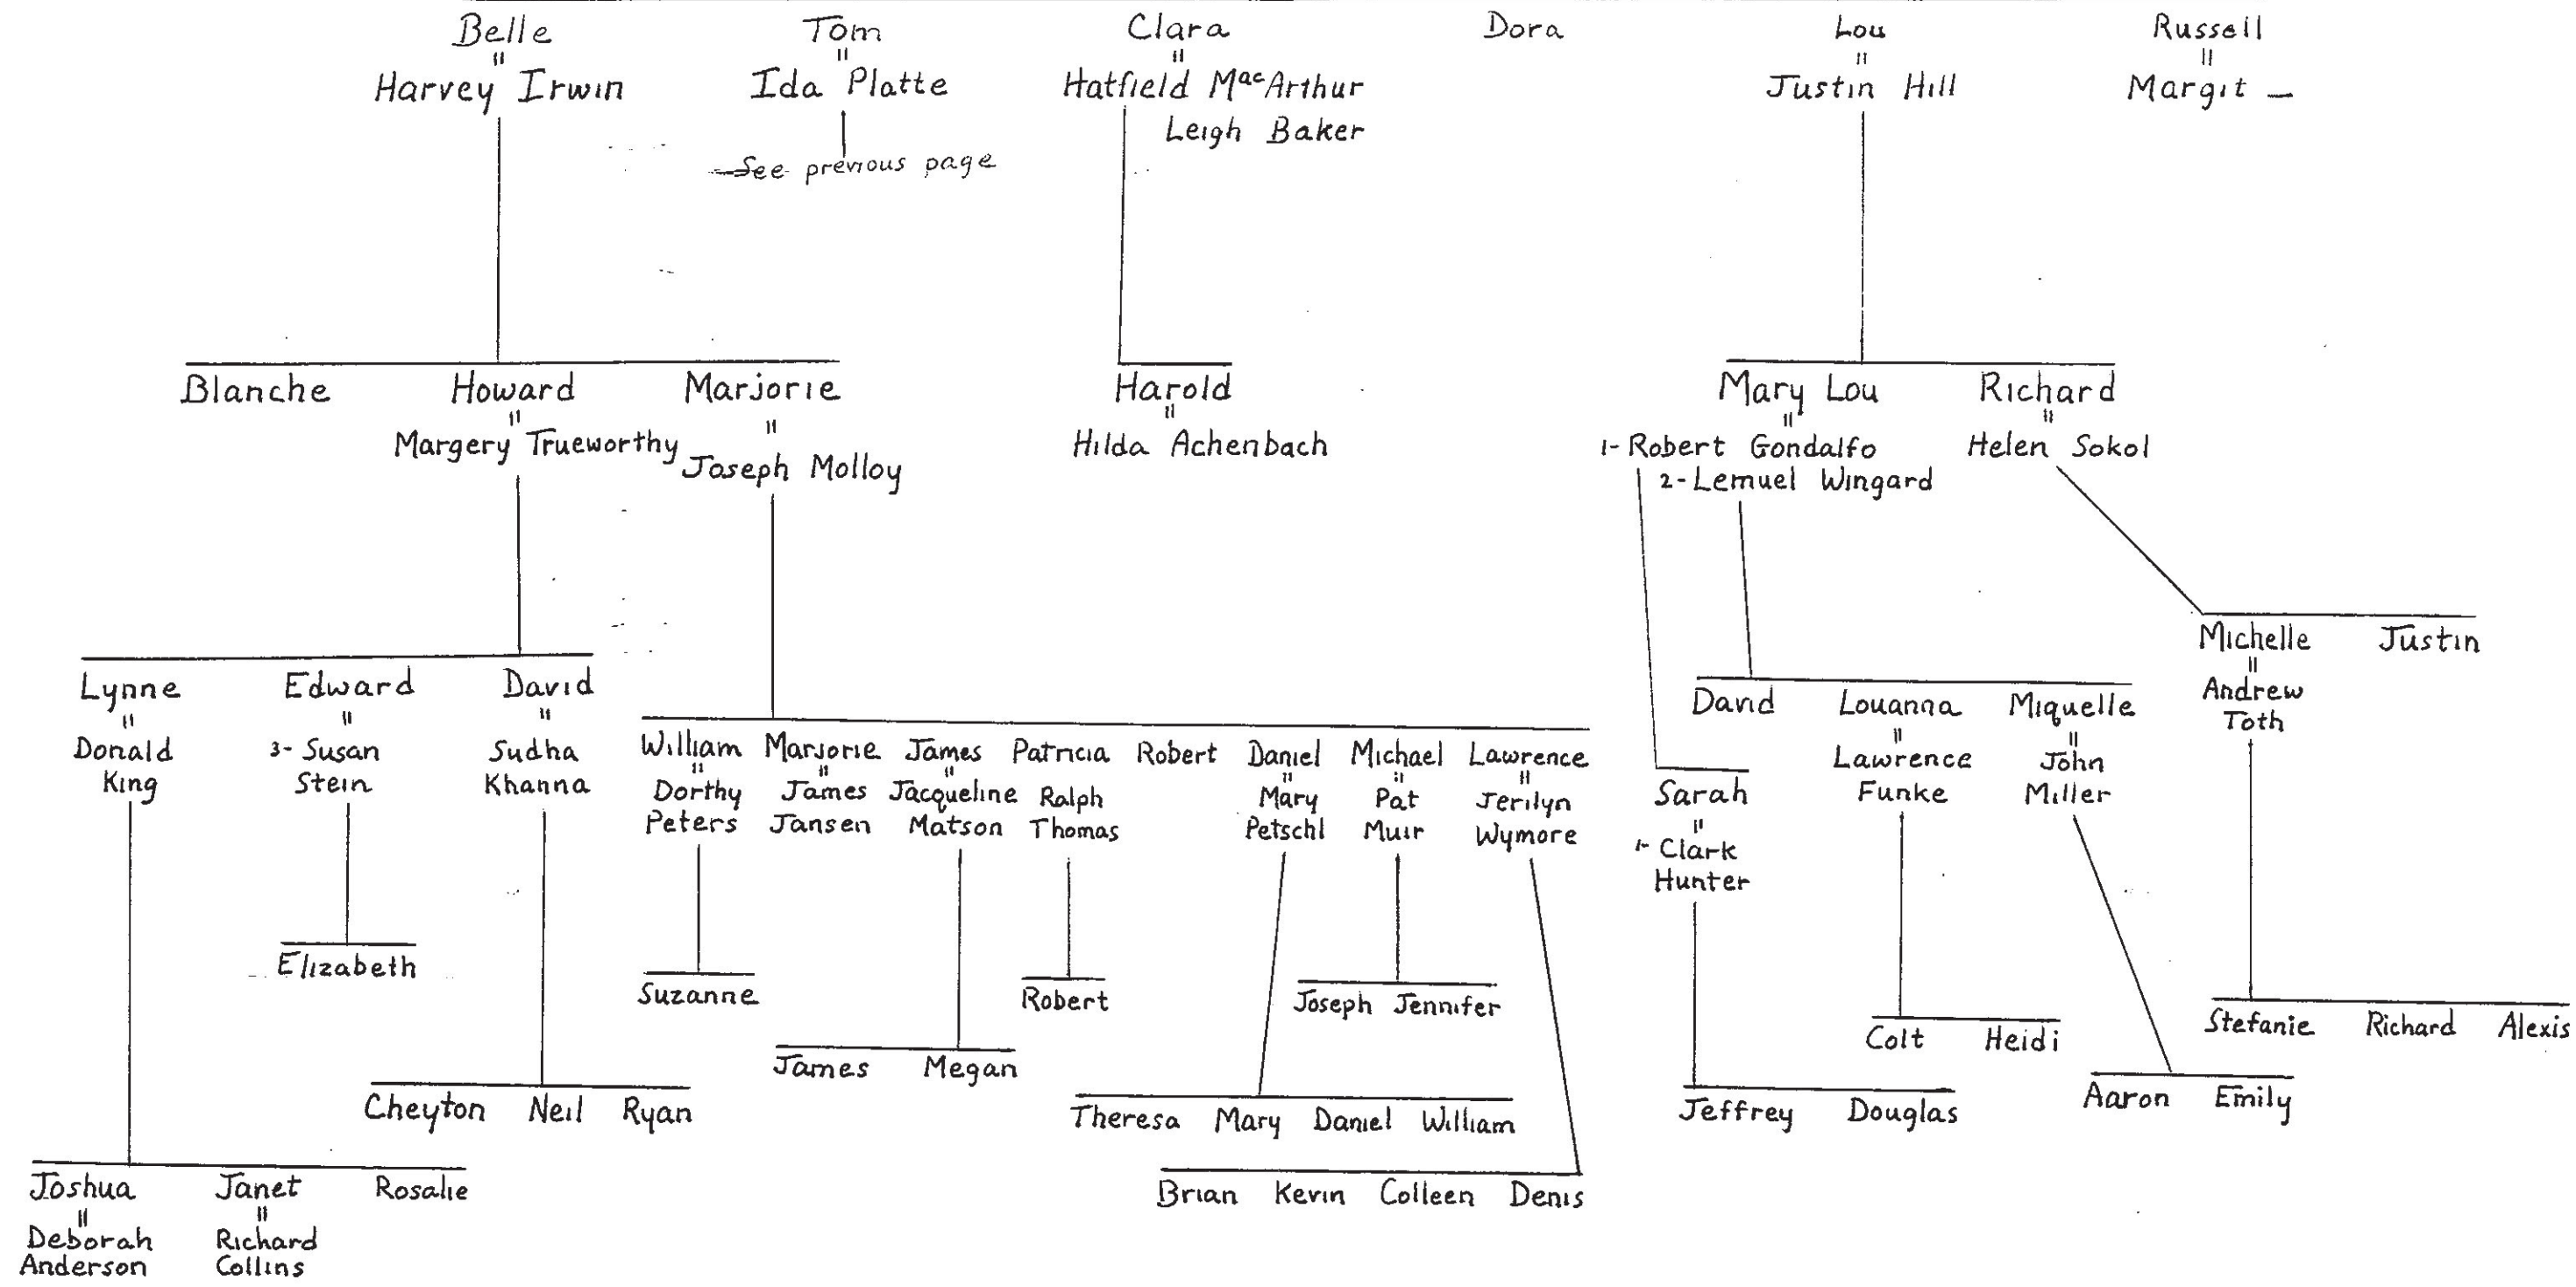 Belle Tom Clara Dora Lou Russell
= = = = =
Harvey Irwin Ida Platte Hatfield MacArthur Justin Hill Margit —
Leigh Baker
See previous page
Blanche Howard Marjorie Harold Mary Lou Richard
= = = = =
Margery Trueworthy Joseph Molloy Hilda Achenbach 1- Robert Gondalfo Helen Sokol
2- Lemuel Wingard
Michelle Justin
=
Andrew
Toth
Lynne Edward David David Louanna Miquelle
= = = = =
Donald 3- Susan Sudha Lawrence John
King Stein Khanna Funke Miller
William Marjorie James Patricia Robert Daniel Michael Lawrence
= = = = = =
Dorthy James Jacqueline Ralph Mary Pat Jerilyn
Peters Jansen Matson Thomas Petschl Muir Wymore
Sarah
=
1- Clark
Hunter
Elizabeth Suzanne Robert Joseph Jennifer
Colt Heidi Stefanie Richard Alexis
James Megan
Cheyton Neil Ryan Theresa Mary Daniel William Jeffrey Douglas Aaron Emily
Joshua Janet Rosalie Brian Kevin Colleen Denis
= =
Deborah Richard
Anderson Collins